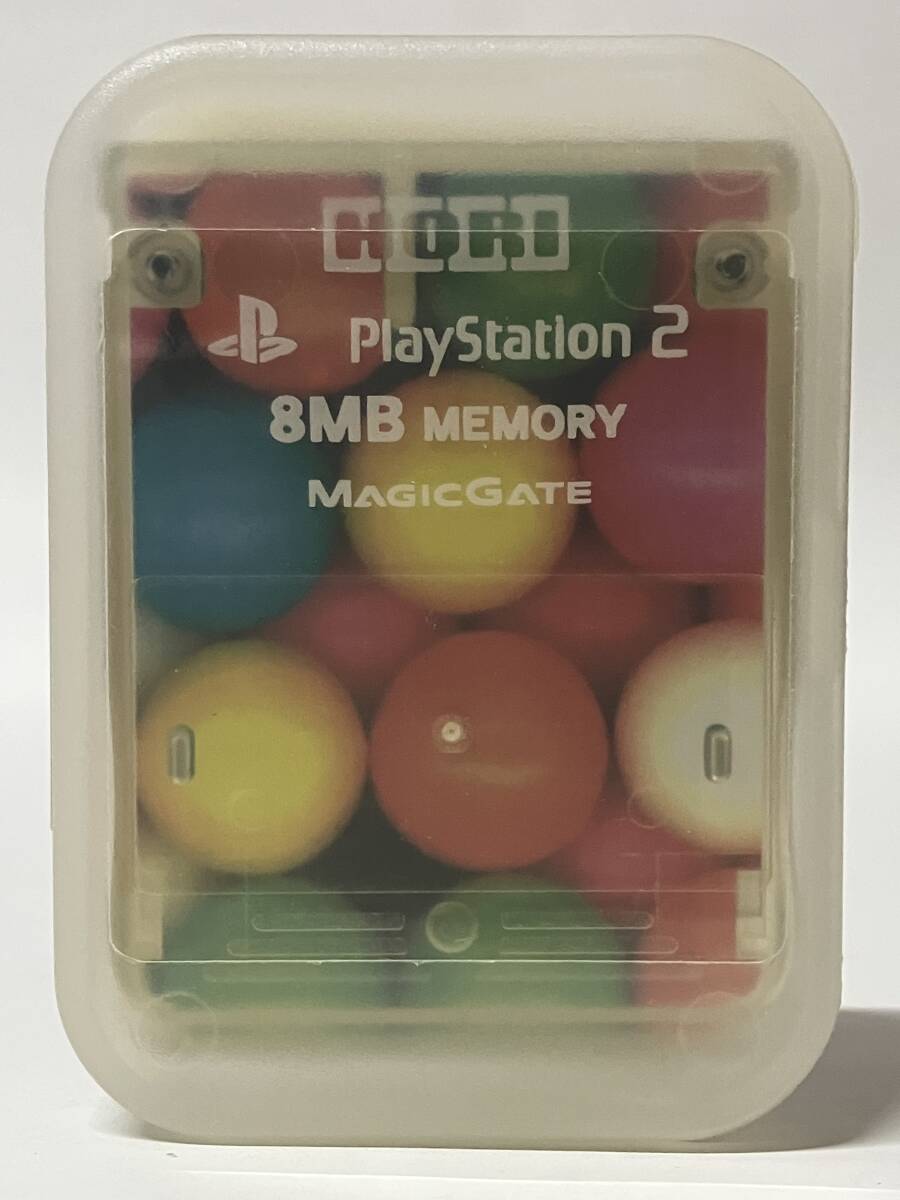 HORI
PlayStation 2
8MB MEMORY
MAGICGATE